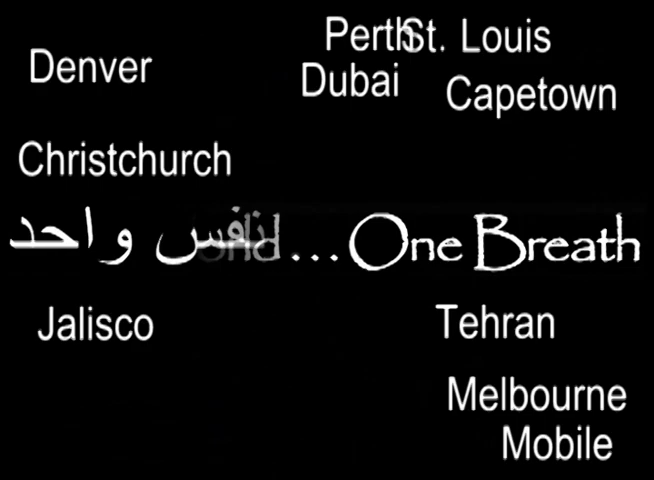 Perth St. Louis
Denver
Dubai
Capetown
Christchurch
نفس واحد ...One Breath
Jalisco
Tehran
Melbourne
Mobile